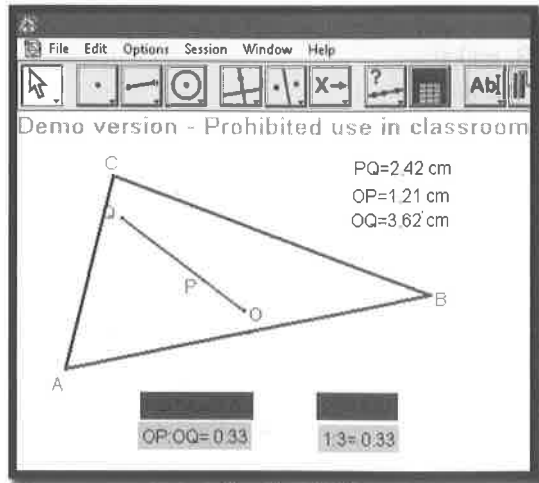 File Edit Options Session Window Help
X→ ? Ab
Demo version - Prohibited use in classroom
C
PQ=2.42 cm
OP=1.21 cm
OQ=3.62 cm
Q
P
O
B
A
OP:OQ= 0.33
1:3= 0.33